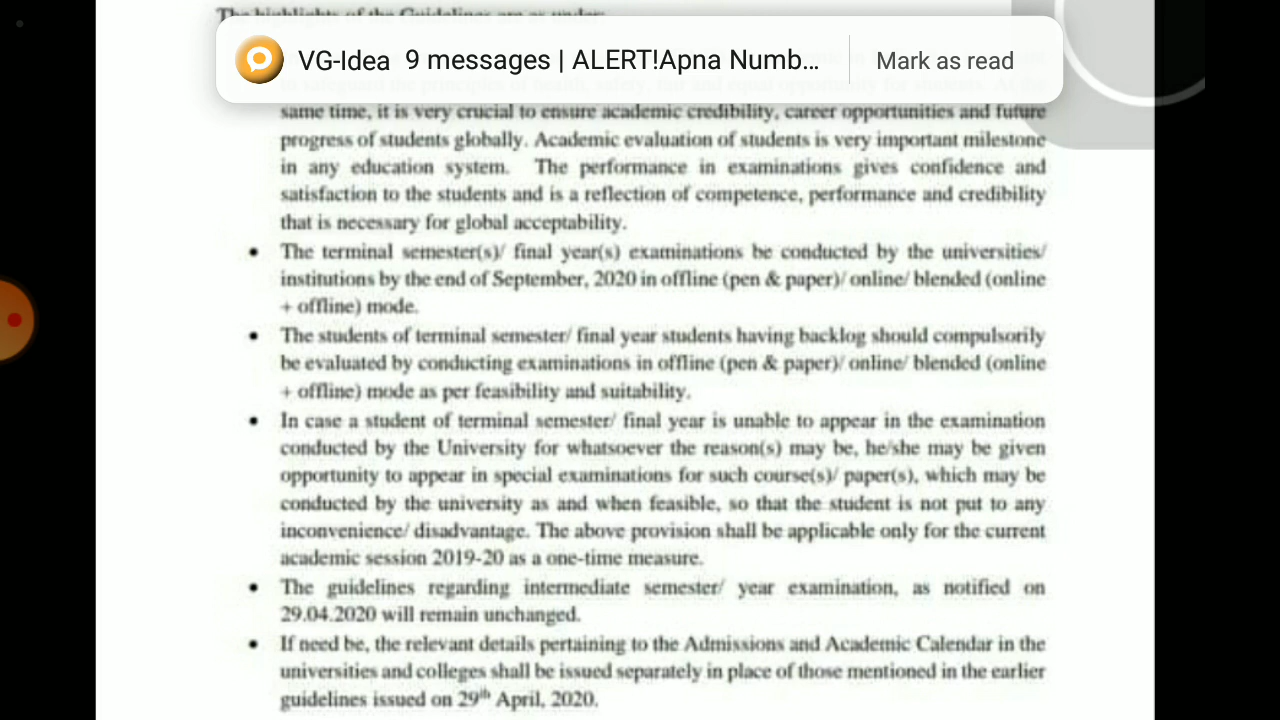 The highlights of the Guidelines are as under:
VG-Idea 9 messages | ALERT!Apna Numb... Mark as read
same time, it is very crucial to ensure academic credibility, career opportunities and future
progress of students globally. Academic evaluation of students is very important milestone
in any education system. The performance in examinations gives confidence and
satisfaction to the students and is a reflection of competence, performance and credibility
that is necessary for global acceptability.
• The terminal semester(s)/ final year(s) examinations be conducted by the universities/
institutions by the end of September, 2020 in offline (pen & paper)/ online/ blended (online
+ offline) mode.
• The students of terminal semester/ final year students having backlog should compulsorily
be evaluated by conducting examinations in offline (pen & paper)/ online/ blended (online
+ offline) mode as per feasibility and suitability.
• In case a student of terminal semester/ final year is unable to appear in the examination
conducted by the University for whatsoever the reason(s) may be, he/she may be given
opportunity to appear in special examinations for such course(s)/ paper(s), which may be
conducted by the university as and when feasible, so that the student is not put to any
inconvenience/ disadvantage. The above provision shall be applicable only for the current
academic session 2019-20 as a one-time measure.
• The guidelines regarding intermediate semester/ year examination, as notified on
29.04.2020 will remain unchanged.
• If need be, the relevant details pertaining to the Admissions and Academic Calendar in the
universities and colleges shall be issued separately in place of those mentioned in the earlier
guidelines issued on 29th April, 2020.